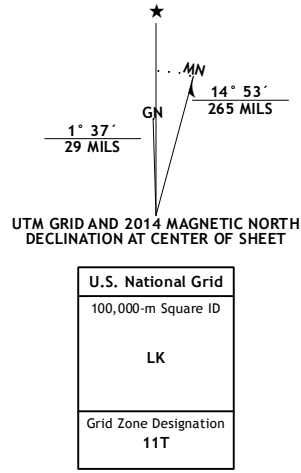 ★
MN
GN
14° 53´
265 MILS
1° 37´
29 MILS
UTM GRID AND 2014 MAGNETIC NORTH
DECLINATION AT CENTER OF SHEET
U.S. National Grid
100,000-m Square ID
LK
Grid Zone Designation
11T